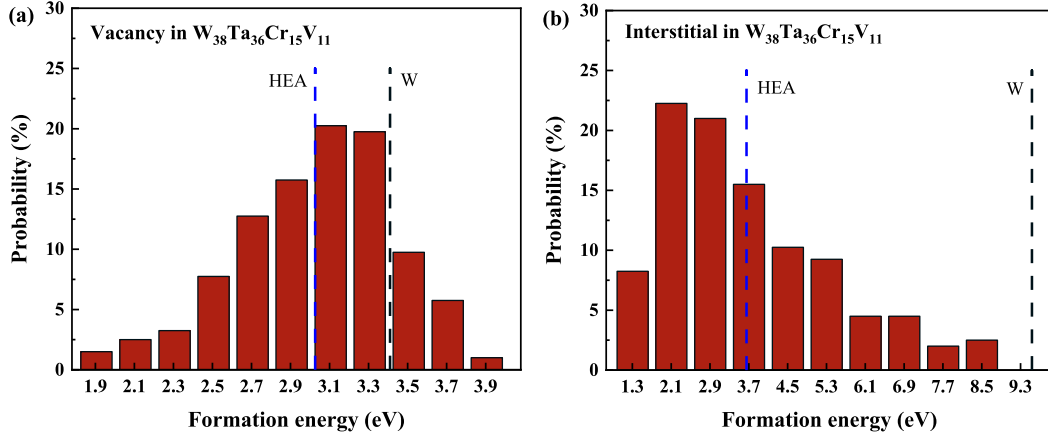 (a)
Vacancy in W₃₈Ta₃₆Cr₁₅V₁₁
HEA
W
Probability (%)
30
25
20
15
10
5
0
1.9 2.1 2.3 2.5 2.7 2.9 3.1 3.3 3.5 3.7 3.9
Formation energy (eV)
(b)
Interstitial in W₃₈Ta₃₆Cr₁₅V₁₁
HEA
W
Probability (%)
30
25
20
15
10
5
0
1.3 2.1 2.9 3.7 4.5 5.3 6.1 6.9 7.7 8.5 9.3
Formation energy (eV)